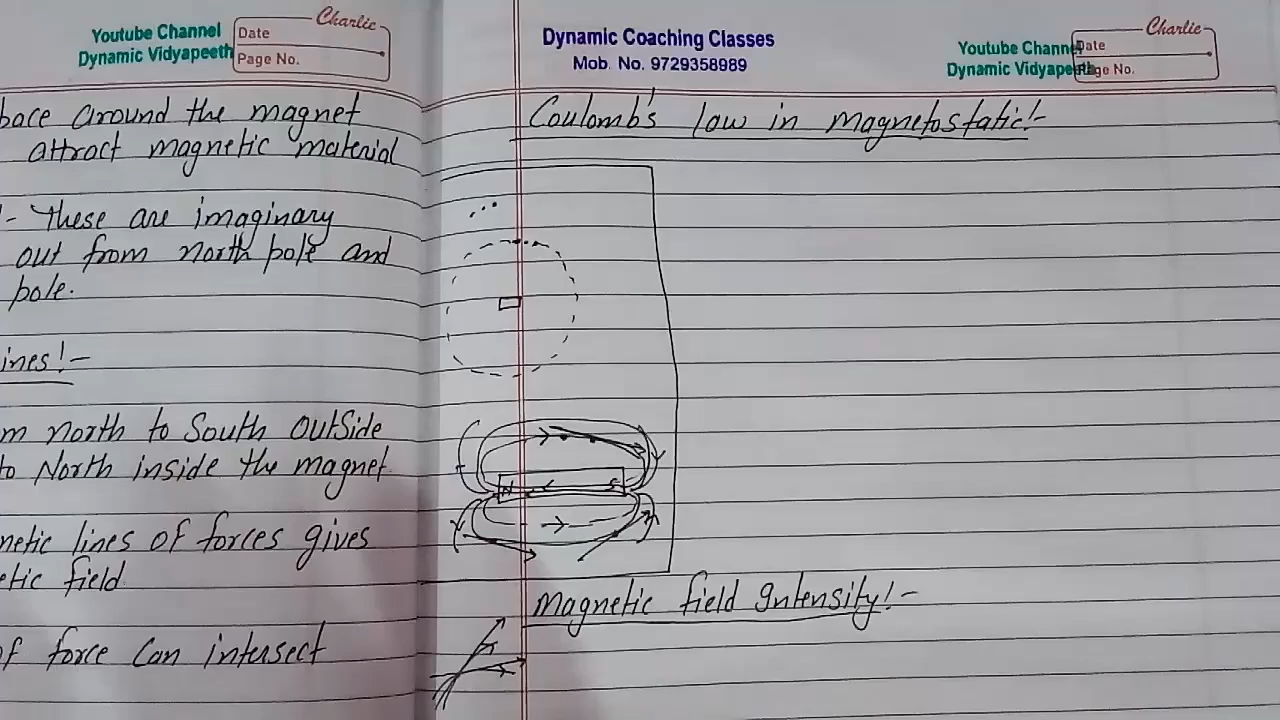 Youtube Channel
Dynamic Vidyapeeth
Charlie
Date
Page No.
around the magnet
attract magnetic material
These are imaginary
out from north pole and
pole.
ines!-
m north to South outside
to North inside the magnet
netic lines of forces gives
etic field
of force can intersect
Dynamic Coaching Classes
Mob. No. 9729358989
Youtube Channel
Dynamic Vidyapeeth
Charlie
Date
Page No.
Coulomb's law in magnetostatic!-
N S
Magnetic field Intensity!-